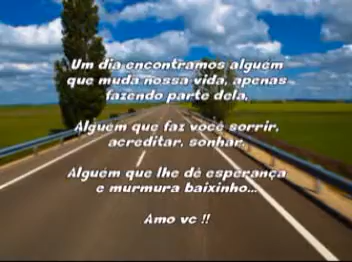 Um dia encontramos alguém
que muda nossa vida, apenas
fazendo parte dela,
Alguém que faz você sorrir,
acreditar, sonhar,
Alguém que lhe dê esperança
e murmura baixinho...
Amo vc !!